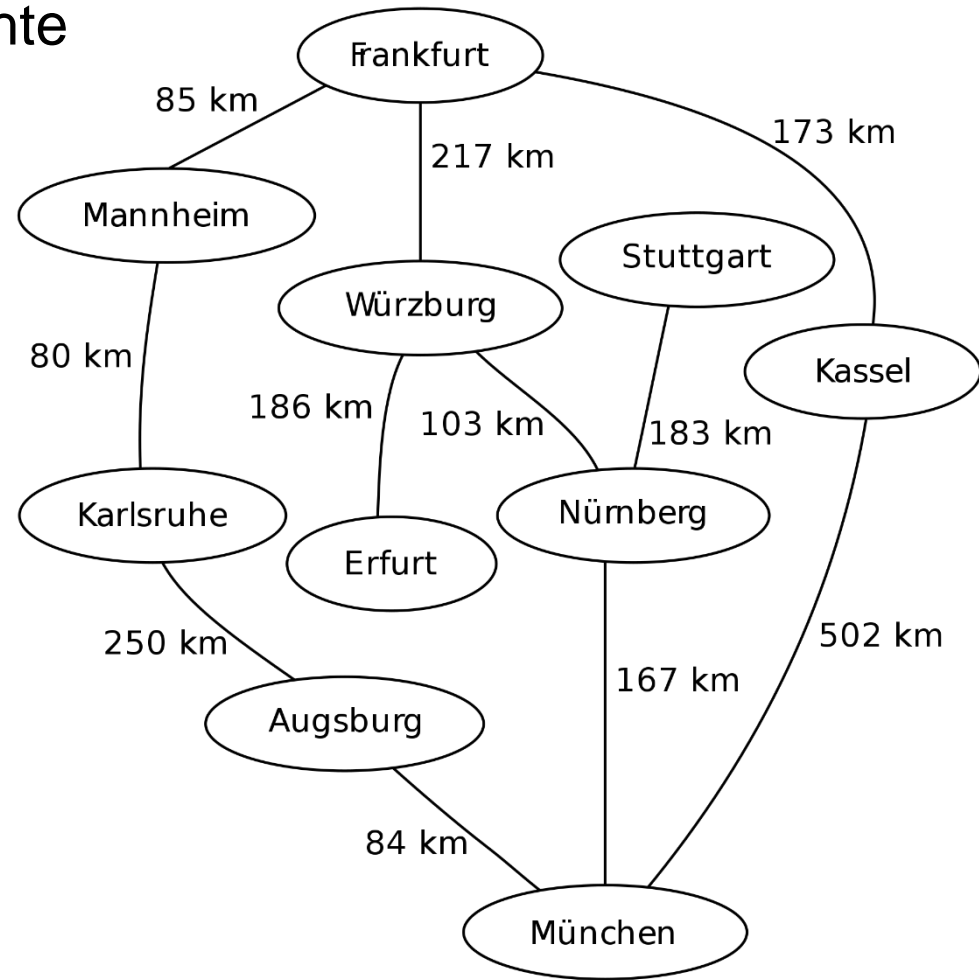 nte
Frankfurt
85 km
173 km
217 km
Mannheim
Stuttgart
Würzburg
80 km
Kassel
186 km
103 km
183 km
Karlsruhe
Nürnberg
Erfurt
250 km
502 km
167 km
Augsburg
84 km
München